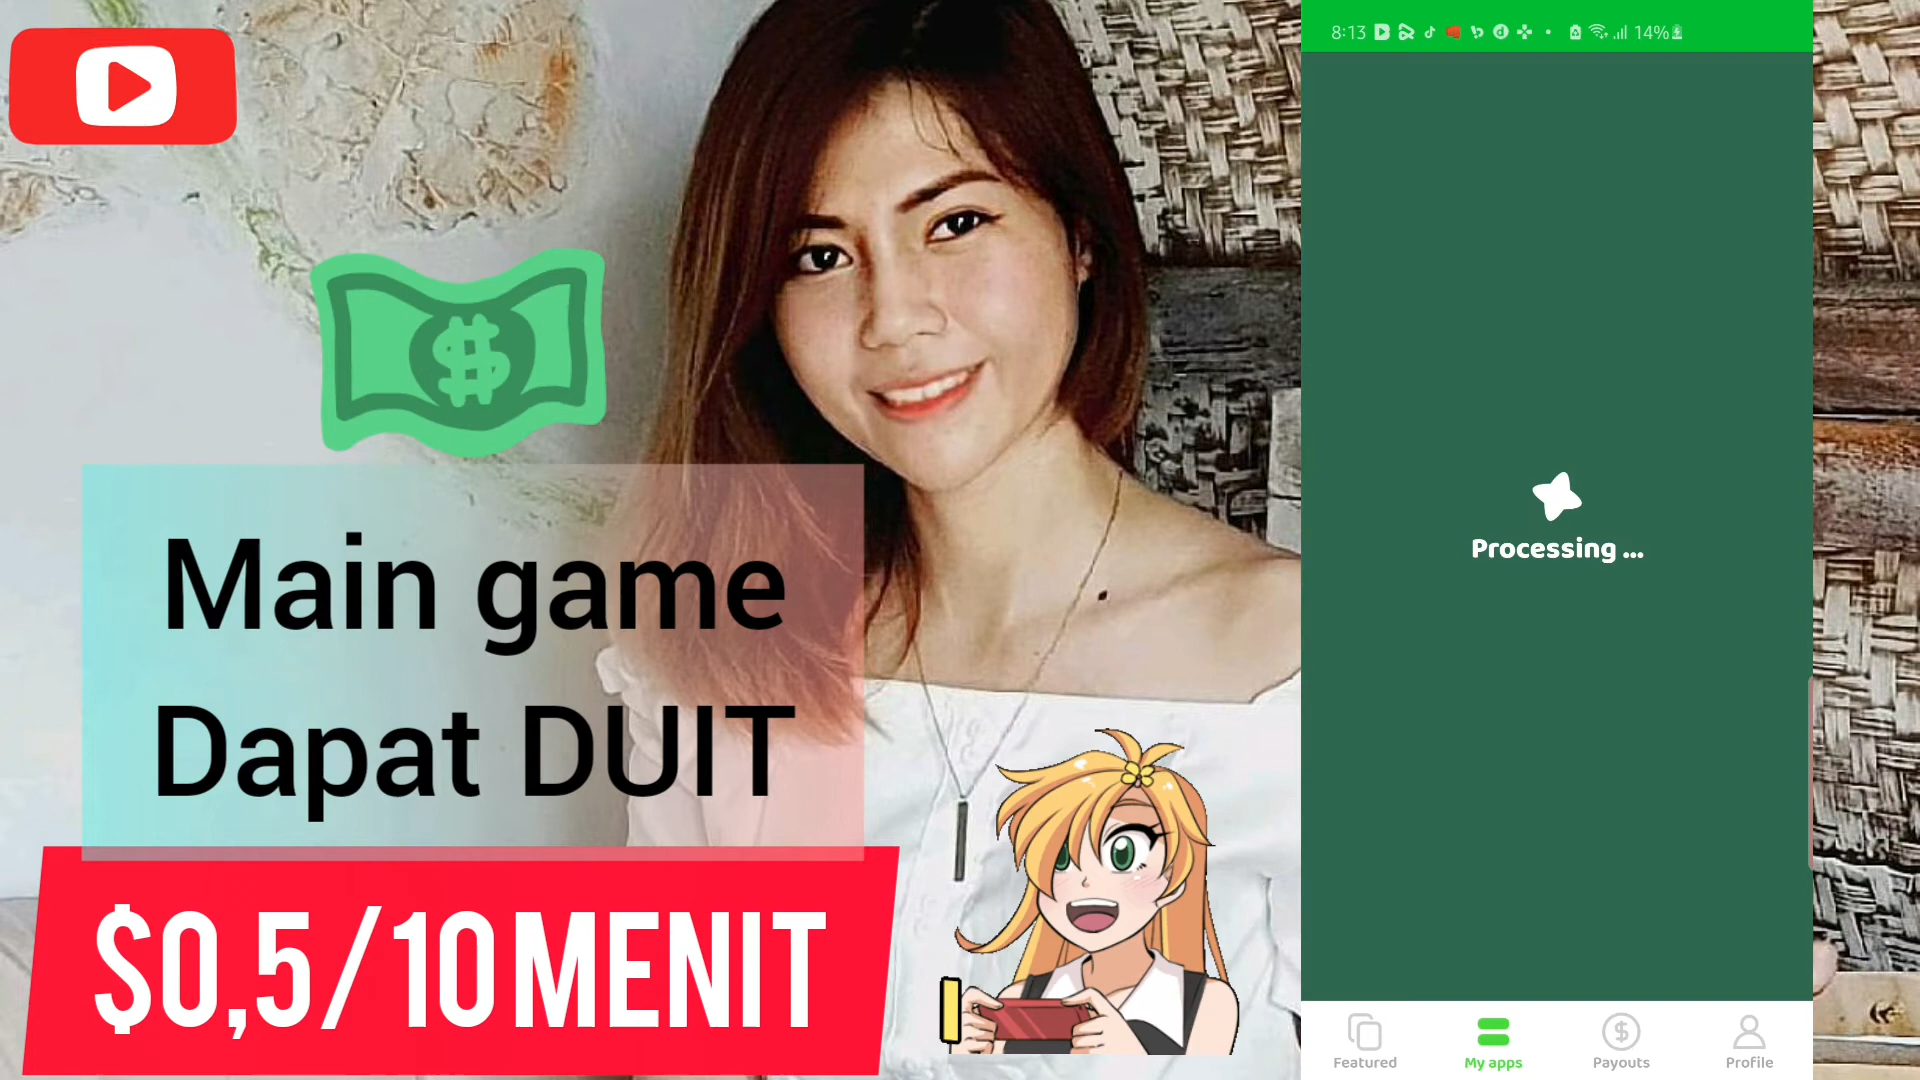 Main game
Dapat DUIT
$0,5/10 MENIT
8:13
14%
Processing ...
Featured
My apps
Payouts
Profile